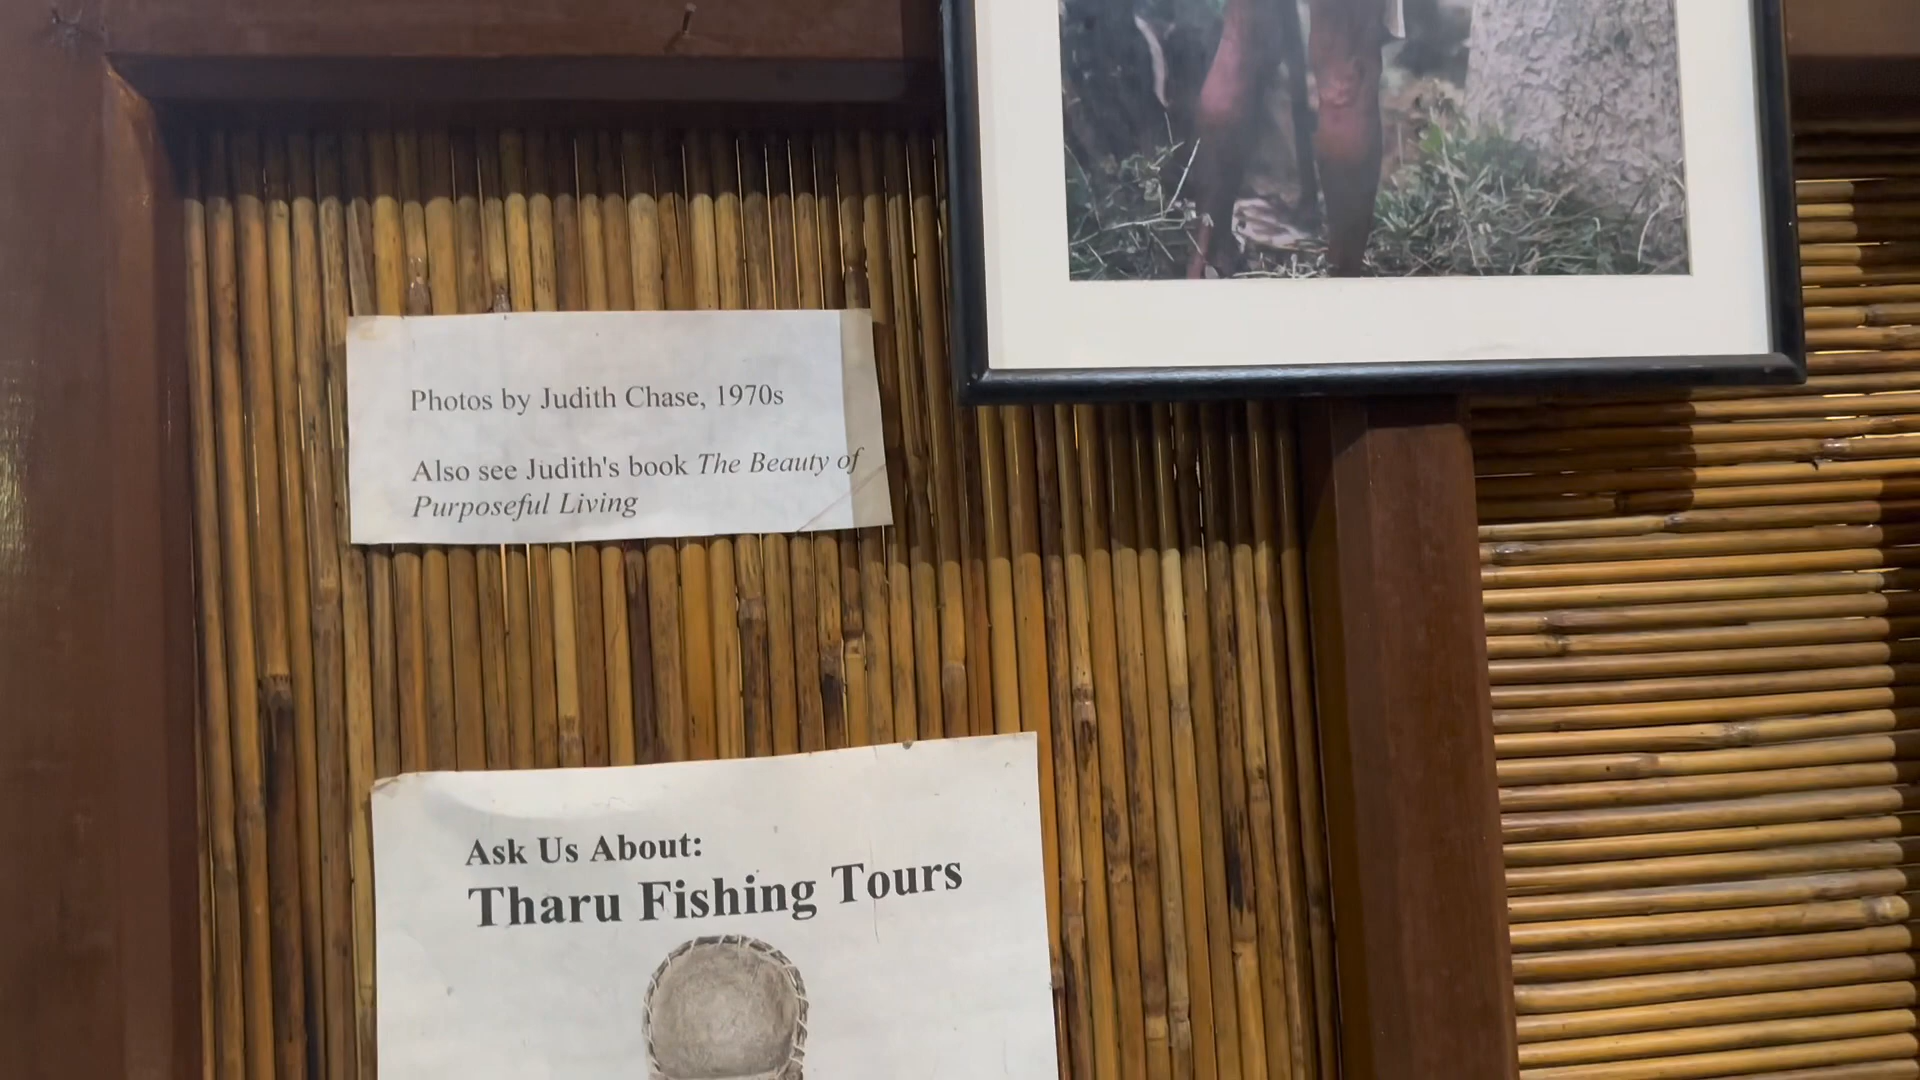 Photos by Judith Chase, 1970s
Also see Judith's book The Beauty of
Purposeful Living
Ask Us About:
Tharu Fishing Tours